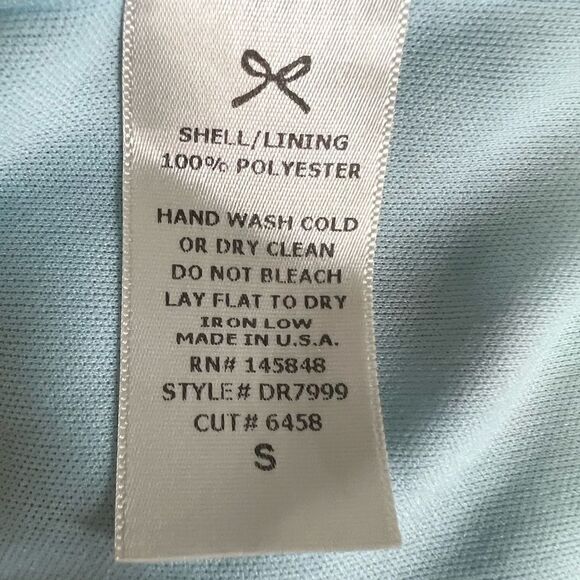 SHELL/LINING
100% POLYESTER
HAND WASH COLD
OR DRY CLEAN
DO NOT BLEACH
LAY FLAT TO DRY
IRON LOW
MADE IN U.S.A.
RN# 145848
STYLE# DR7999
CUT# 6458
S